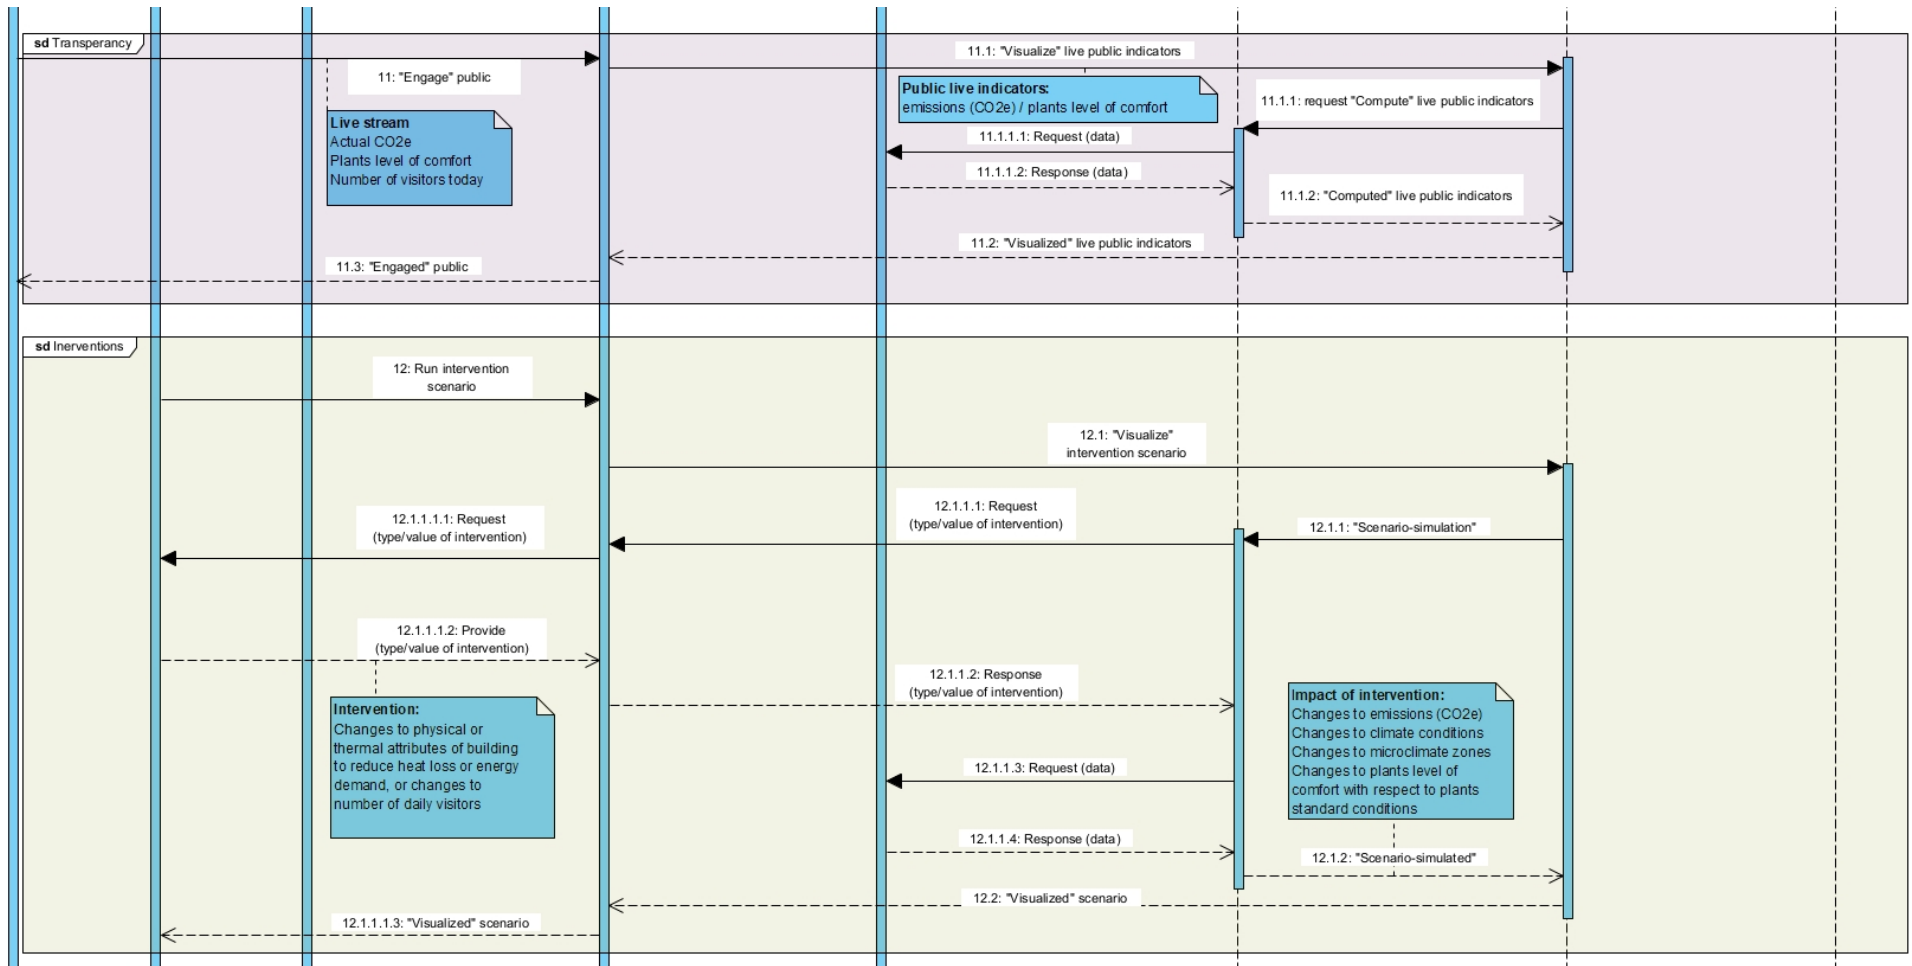 sd Transperancy
11: "Engage" public
Live stream
Actual CO2e
Plants level of comfort
Number of visitors today
11.1: "Visualize" live public indicators
Public live indicators:
emissions (CO2e) / plants level of comfort
11.1.1: request "Compute" live public indicators
11.1.1.1: Request (data)
11.1.1.2: Response (data)
11.1.2: "Computed" live public indicators
11.2: "Visualized" live public indicators
11.3: "Engaged" public
sd Inerventions
12: Run intervention
scenario
12.1: "Visualize"
intervention scenario
12.1.1: "Scenario-simulation"
12.1.1.1: Request
(type/value of intervention)
12.1.1.1.1: Request
(type/value of intervention)
12.1.1.1.2: Provide
(type/value of intervention)
Intervention:
Changes to physical or
thermal attributes of building
to reduce heat loss or energy
demand, or changes to
number of daily visitors
12.1.1.2: Response
(type/value of intervention)
Impact of intervention:
Changes to emissions (CO2e)
Changes to climate conditions
Changes to microclimate zones
Changes to plants level of
comfort with respect to plants
standard conditions
12.1.1.3: Request (data)
12.1.1.4: Response (data)
12.1.2: "Scenario-simulated"
12.2: "Visualized" scenario
12.1.1.1.3: "Visualized" scenario